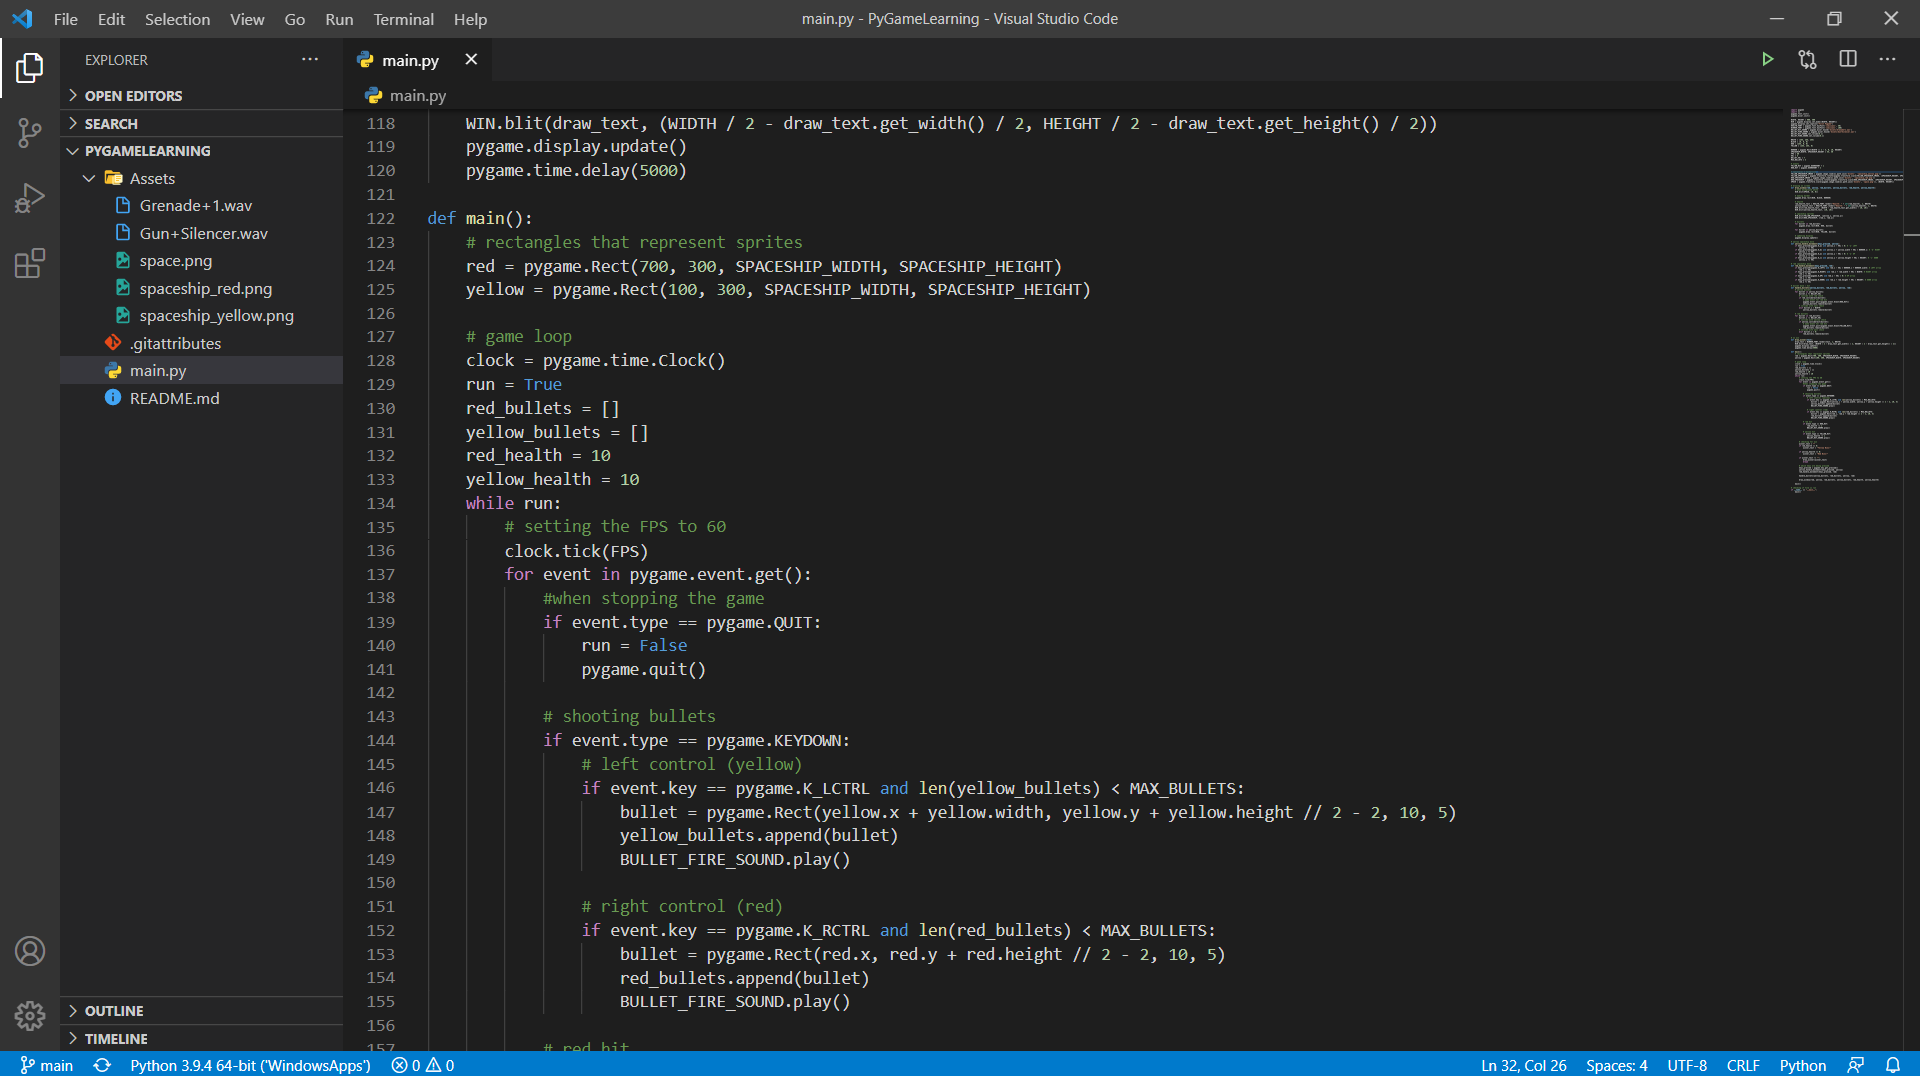 File Edit Selection View Go Run Terminal Help
main.py - PyGameLearning - Visual Studio Code
EXPLORER
OPEN EDITORS
SEARCH
PYGAMELEARNING
Assets
Grenade+1.wav
Gun+Silencer.wav
space.png
spaceship_red.png
spaceship_yellow.png
.gitattributes
main.py
README.md
OUTLINE
TIMELINE
main.py
main.py
118 WIN.blit(draw_text, (WIDTH / 2 - draw_text.get_width() / 2, HEIGHT / 2 - draw_text.get_height() / 2))
119 pygame.display.update()
120 pygame.time.delay(5000)
121
122 def main():
123 # rectangles that represent sprites
124 red = pygame.Rect(700, 300, SPACESHIP_WIDTH, SPACESHIP_HEIGHT)
125 yellow = pygame.Rect(100, 300, SPACESHIP_WIDTH, SPACESHIP_HEIGHT)
126
127 # game loop
128 clock = pygame.time.Clock()
129 run = True
130 red_bullets = []
131 yellow_bullets = []
132 red_health = 10
133 yellow_health = 10
134 while run:
135 # setting the FPS to 60
136 clock.tick(FPS)
137 for event in pygame.event.get():
138 #when stopping the game
139 if event.type == pygame.QUIT:
140 run = False
141 pygame.quit()
142
143 # shooting bullets
144 if event.type == pygame.KEYDOWN:
145 # left control (yellow)
146 if event.key == pygame.K_LCTRL and len(yellow_bullets) < MAX_BULLETS:
147 bullet = pygame.Rect(yellow.x + yellow.width, yellow.y + yellow.height // 2 - 2, 10, 5)
148 yellow_bullets.append(bullet)
149 BULLET_FIRE_SOUND.play()
150
151 # right control (red)
152 if event.key == pygame.K_RCTRL and len(red_bullets) < MAX_BULLETS:
153 bullet = pygame.Rect(red.x, red.y + red.height // 2 - 2, 10, 5)
154 red_bullets.append(bullet)
155 BULLET_FIRE_SOUND.play()
156
157 # red hit
main Python 3.9.4 64-bit ('WindowsApps') 0 0 Ln 32, Col 26 Spaces: 4 UTF-8 CRLF Python